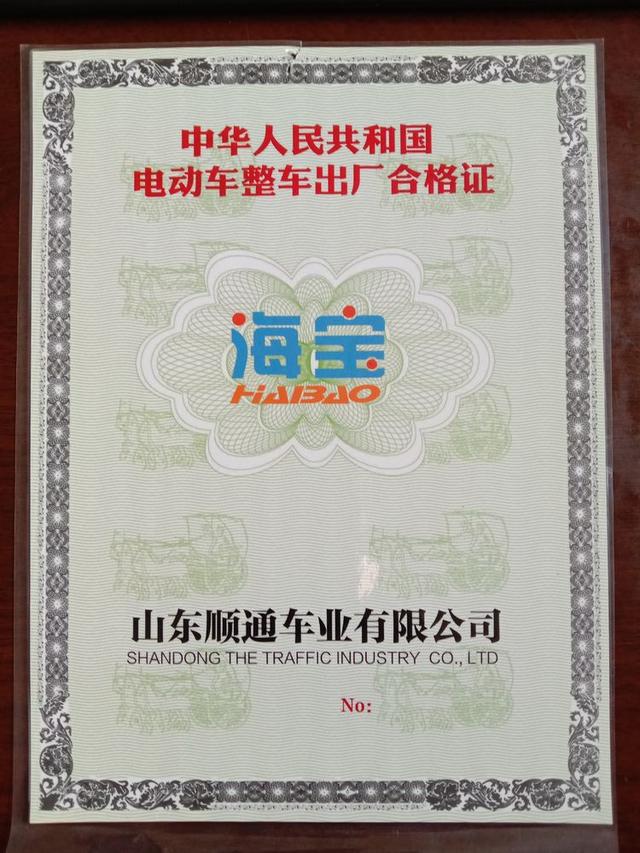 中华人民共和国
电动车整车出厂合格证
海宝
HAIBAO
山东顺通车业有限公司
SHANDONG THE TRAFFIC INDUSTRY CO., LTD
No: